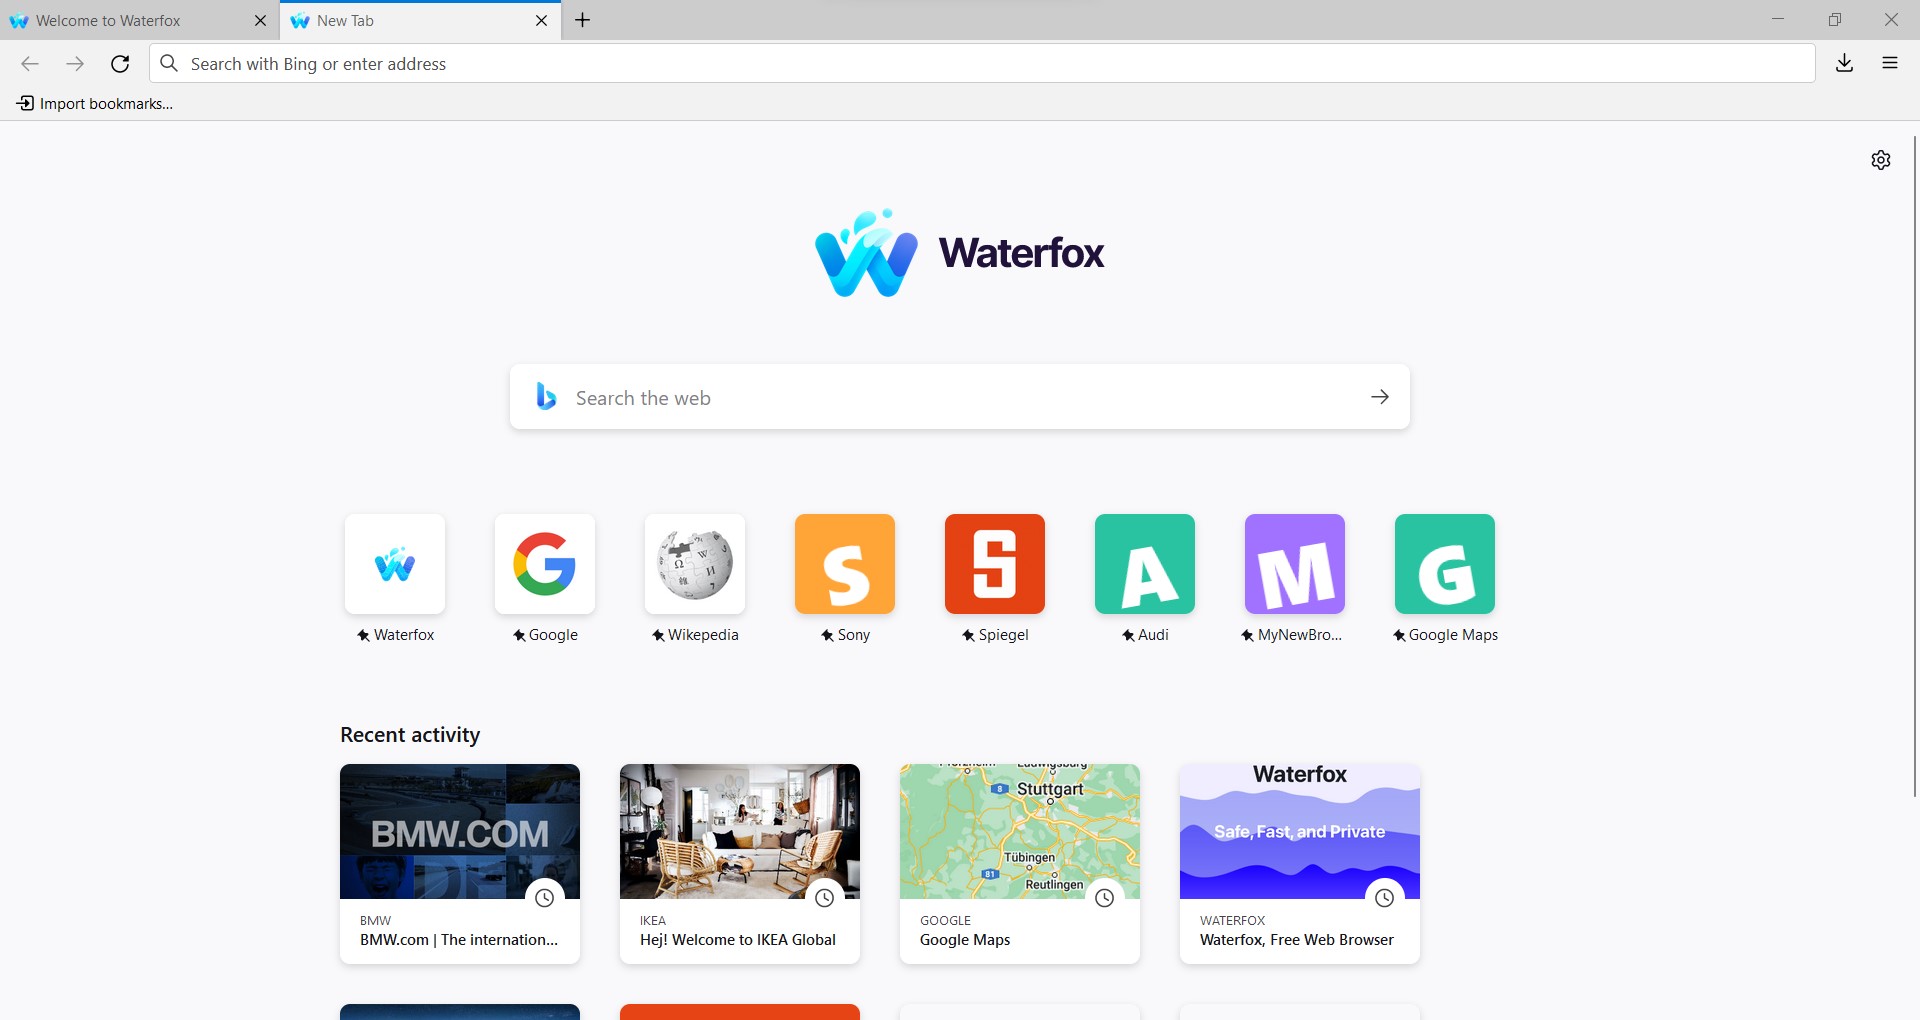 Welcome to Waterfox
New Tab
Search with Bing or enter address
Import bookmarks...
Waterfox
Search the web
Waterfox
Google
Wikepedia
Sony
Spiegel
Audi
MyNewBro...
Google Maps
Recent activity
BMW.COM
BMW
BMW.com | The internation...
IKEA
Hej! Welcome to IKEA Global
8
Stuttgart
Tübingen
81
Reutlingen
GOOGLE
Google Maps
Waterfox
Safe, Fast, and Private
WATERFOX
Waterfox, Free Web Browser